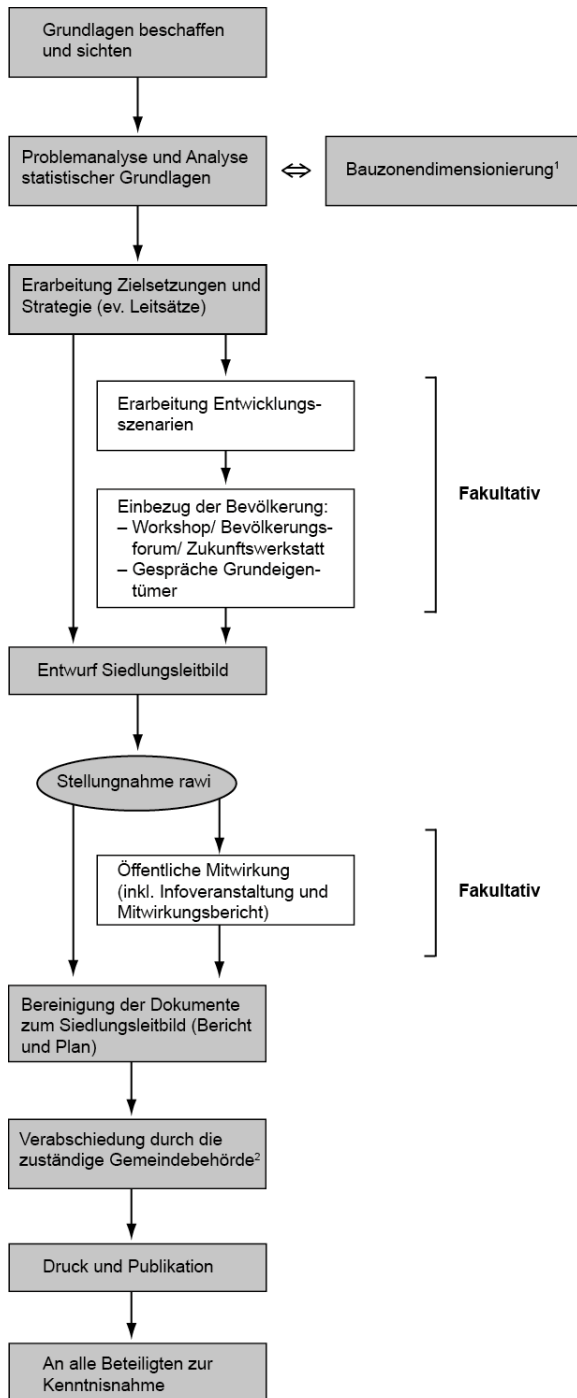 Grundlagen beschaffen
und sichten
Problemanalyse und Analyse
statistischer Grundlagen
⇔
Bauzonendimensionierung¹
Erarbeitung Zielsetzungen und
Strategie (ev. Leitsätze)
Erarbeitung Entwicklungs-
szenarien
Einbezug der Bevölkerung:
– Workshop/ Bevölkerungs-
forum/ Zukunftswerkstatt
– Gespräche Grundeigen-
tümer
Fakultativ
Entwurf Siedlungsleitbild
Stellungnahme rawi
Öffentliche Mitwirkung
(inkl. Infoveranstaltung und
Mitwirkungsbericht)
Fakultativ
Bereinigung der Dokumente
zum Siedlungsleitbild (Bericht
und Plan)
Verabschiedung durch die
zuständige Gemeindebehörde²
Druck und Publikation
An alle Beteiligten zur
Kenntnisnahme